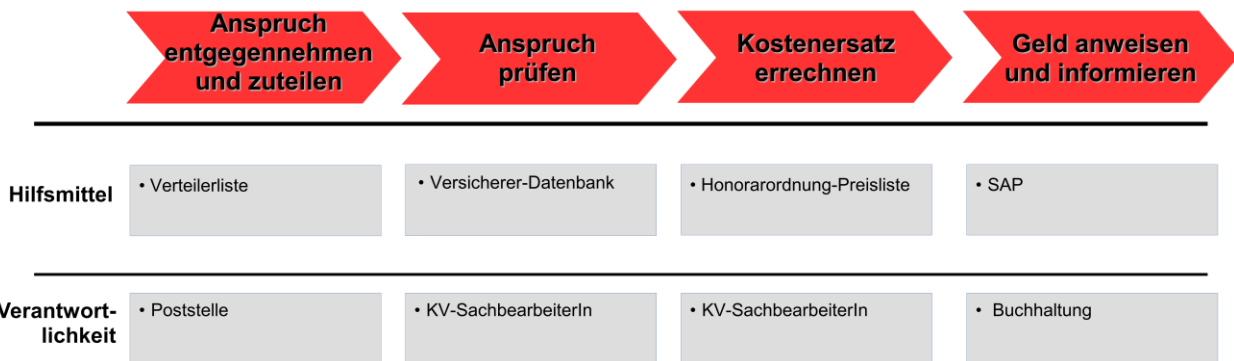 Anspruch
entgegennehmen
und zuteilen
Anspruch
prüfen
Kostenersatz
errechnen
Geld anweisen
und informieren
Hilfsmittel
• Verteilerliste
• Versicherer-Datenbank
• Honorarordnung-Preisliste
• SAP
Verantwort-
lichkeit
• Poststelle
• KV-SachbearbeiterIn
• KV-SachbearbeiterIn
• Buchhaltung